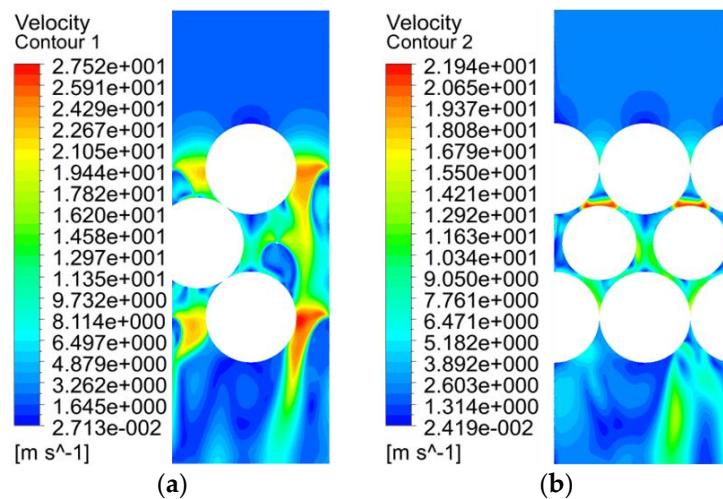 Velocity
Contour 1
2.752e+001
2.591e+001
2.429e+001
2.267e+001
2.105e+001
1.944e+001
1.782e+001
1.620e+001
1.458e+001
1.297e+001
1.135e+001
9.732e+000
8.114e+000
6.497e+000
4.879e+000
3.262e+000
1.645e+000
2.713e-002
[m s^-1]
(a)
Velocity
Contour 2
2.194e+001
2.065e+001
1.937e+001
1.808e+001
1.679e+001
1.550e+001
1.421e+001
1.292e+001
1.163e+001
1.034e+001
9.050e+000
7.761e+000
6.471e+000
5.182e+000
3.892e+000
2.603e+000
1.314e+000
2.419e-002
[m s^-1]
(b)